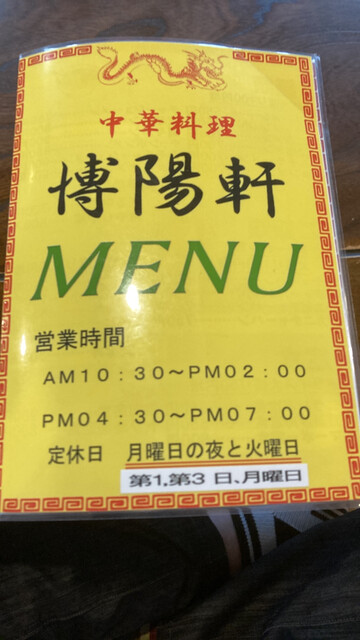 中華料理
博陽軒
MENU
営業時間
AM10：30～PM02：00
PM04：30～PM07：00
定休日　月曜日の夜と火曜日
第1,第3 日、月曜日